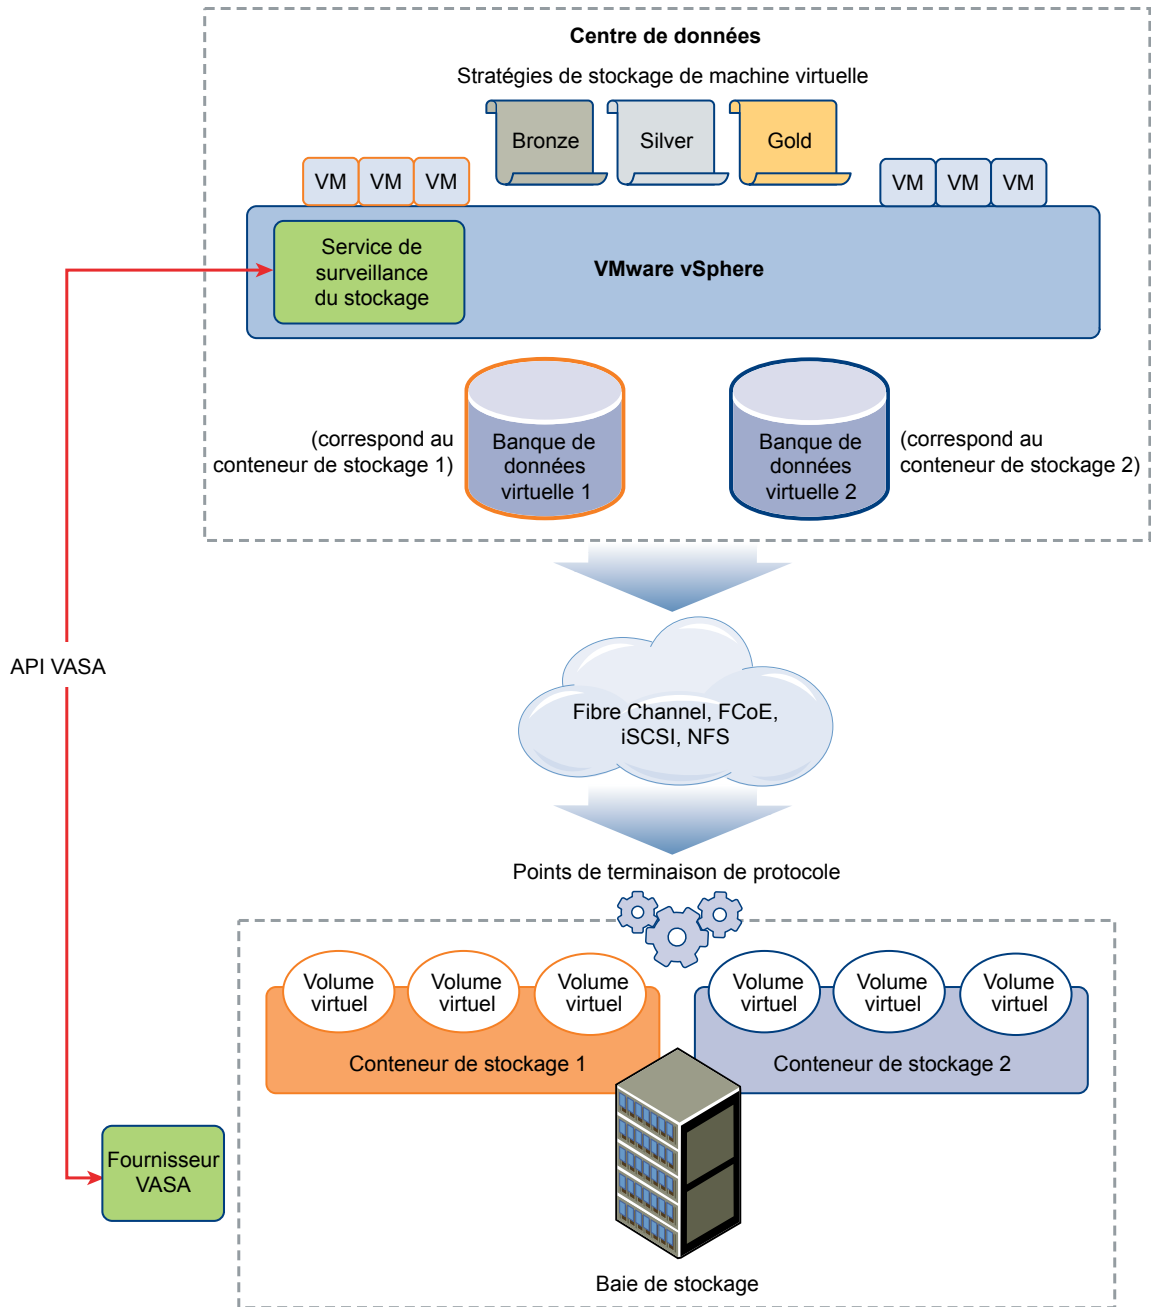 Centre de données
Stratégies de stockage de machine virtuelle
Bronze
Silver
Gold
VM
VM
VM
VM
VM
VM
Service de
surveillance
du stockage
VMware vSphere
(correspond au
conteneur de stockage 1)
Banque de
données
virtuelle 1
Banque de
données
virtuelle 2
(correspond au
conteneur de stockage 2)
API VASA
Fibre Channel, FCoE,
iSCSI, NFS
Points de terminaison de protocole
Volume
virtuel
Volume
virtuel
Volume
virtuel
Volume
virtuel
Volume
virtuel
Volume
virtuel
Conteneur de stockage 1
Conteneur de stockage 2
Fournisseur
VASA
Baie de stockage